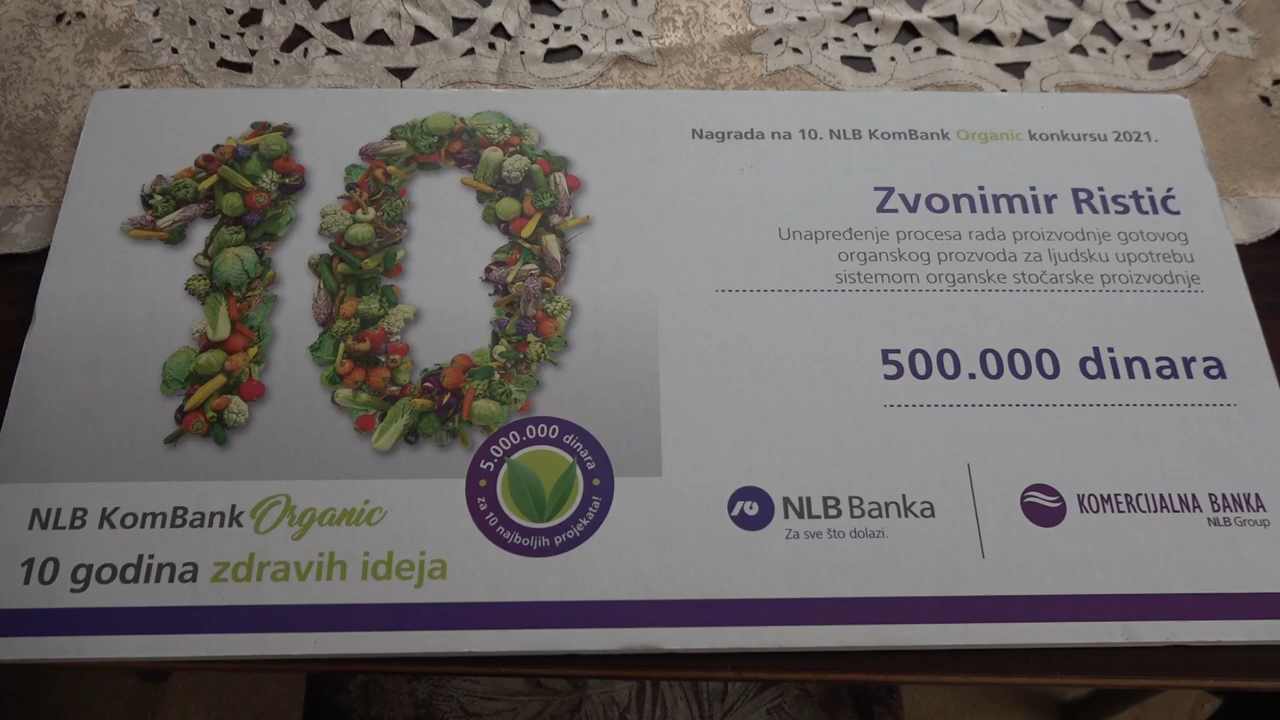 Nagrada na 10. NLB KomBank Organic konkursu 2021.
Zvonimir Ristić
Unapređenje procesa rada proizvodnje gotovog
organskog prozvoda za ljudsku upotrebu
sistemom organske stočarske proizvodnje
500.000 dinara
10
5.000.000 dinara
za 10 najboljih projekata!
NLB KomBank Organic
10 godina zdravih ideja
NLB Banka
Za sve što dolazi.
KOMERCIJALNA BANKA
NLB Group